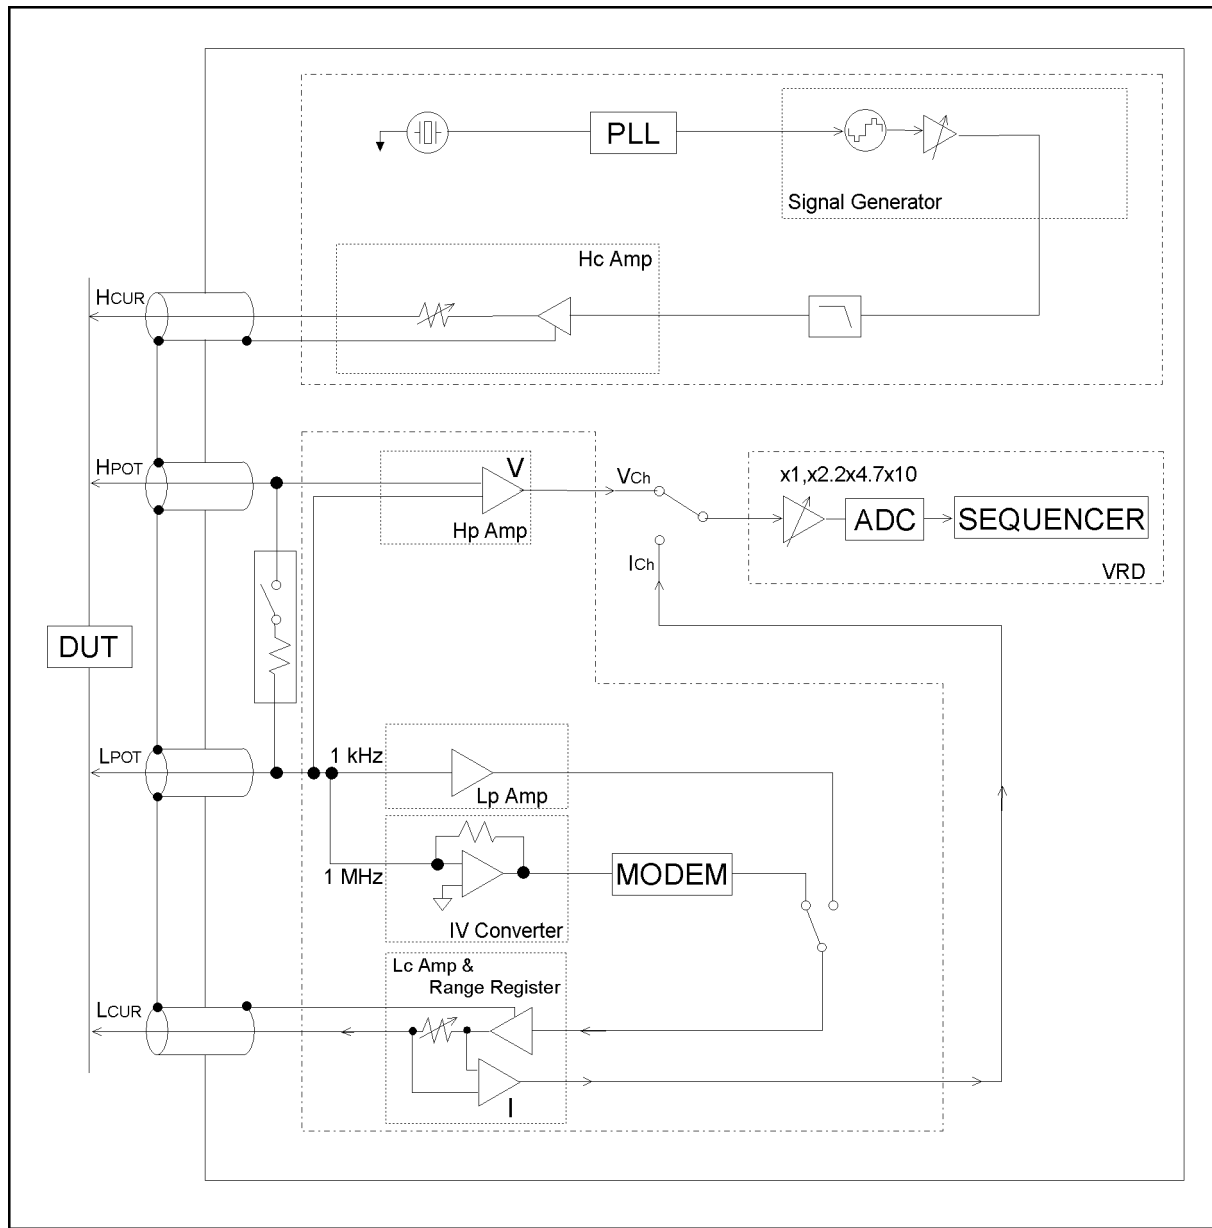 PLL
Signal Generator
Hc Amp
HCUR
HPOT
V
Hp Amp
VCh
ICh
x1,x2.2x4.7x10
ADC
SEQUENCER
VRD
DUT
LPOT
1 kHz
Lp Amp
1 MHz
MODEM
IV Converter
Lc Amp &
Range Register
LCUR
I